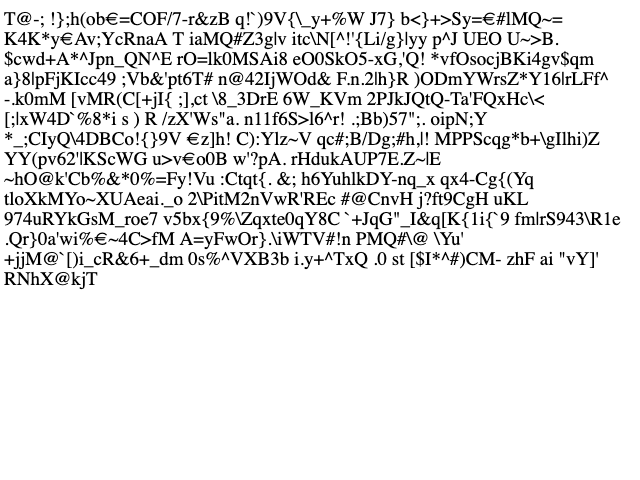 T@-; !};h(ob€=COF/7-r&zB q!`)9V{\_y+%W J7} b<}+>Sy=€#lMQ~=
K4K*y€Av;YcRnaA T iaMQ#Z3g|v itc\N[^!'{Li/g}|yy p^J UEO U~>B.
$cwd+A*^Jpn_QN^E rO=lk0MSAi8 eO0SkO5-xG,'Q! *vfOsocjBKi4gv$qm
a}8|pFjKIcc49 ;Vb&'pt6T# n@42IjWOd& F.n.2|h}R )ODmYWrsZ*Y16|rLFf^
-.k0mM [vMR(C[+jI{ ;],ct \8_3DrE 6W_KVm 2PJkJQtQ-Ta'FQxHc\<
[;!xW4D`%8*i s ) R /zX'Ws"a. n11f6S>l6^r! .;Bb)57";. oipN;Y
*_;CIyQ\4DBCo!{}9V €z]h! C):Ylz~V qc#;B/Dg;#h,|! MPPScqg*b+\gIlhi)Z
YY(pv62'l|KScWG u>v€o0B w'?pA. rHdukAUP7E.Z~|E
~hO@k'Cb%&*0%=Fy!Vu :Ctqt{. &; h6YuhlkDY-nq_x qx4-Cg{(Yq
tloXkMYo~XUAeai._o 2\PitM2nVwR'REc #@CnvH j?ft9CgH uKL
974uRYkGsM_roe7 v5bx{9%\Zqxte0qY8C `+JqG"_I&q[K{1i{`9 fm|rS943\R1e
.Qr}0a'wi%€~4C>fM A=yFwOr}.\iWTV#!n PMQ#\@ \Yu'
+jjM@`[)i_cR&6+_dm 0s%^VXB3b i.y+^TxQ .0 st [$I*^#)CM- zhF ai "vY]'
RNhX@kjT